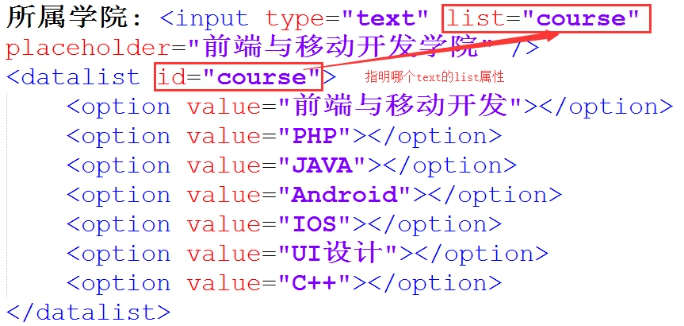 所属学院: <input type="text" list="course"
placeholder="前端与移动开发学院" />
<datalist id="course"> 指明哪个text的list属性
<option value="前端与移动开发"></option>
<option value="PHP"></option>
<option value="JAVA"></option>
<option value="Android"></option>
<option value="IOS"></option>
<option value="UI设计"></option>
<option value="C++"></option>
</datalist>